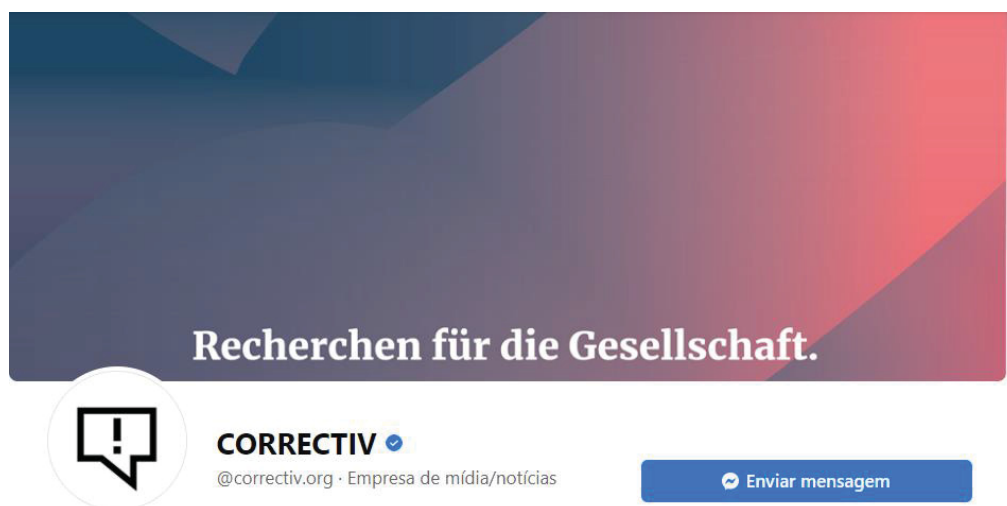 Recherchen für die Gesellschaft.
CORRECTIV
@correctiv.org · Empresa de mídia/notícias
Enviar mensagem